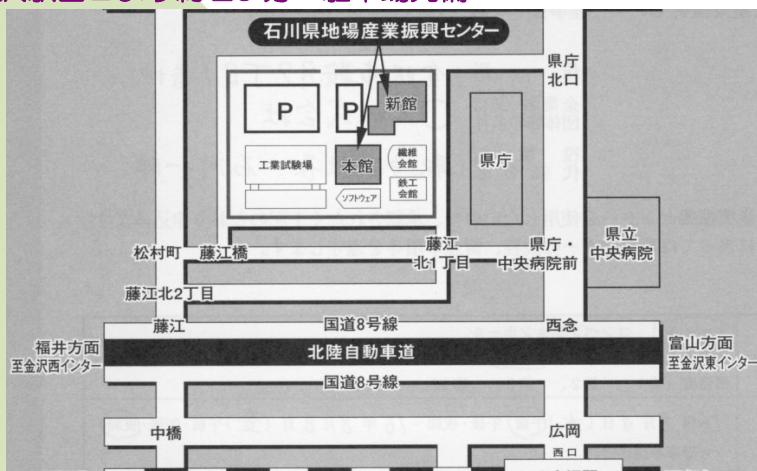 石川県地場産業振興センター
県庁
北口
P
P
新館
工業試験場
本館
繊維
会館
鉄工
会館
ソフトウェア
県庁
松村町
藤江橋
藤江
北1丁目
県庁・
中央病院前
県立
中央病院
藤江北2丁目
藤江
国道8号線
西念
福井方面
至金沢西インター
北陸自動車道
富山方面
至金沢東インター
国道8号線
中橋
広岡
西口